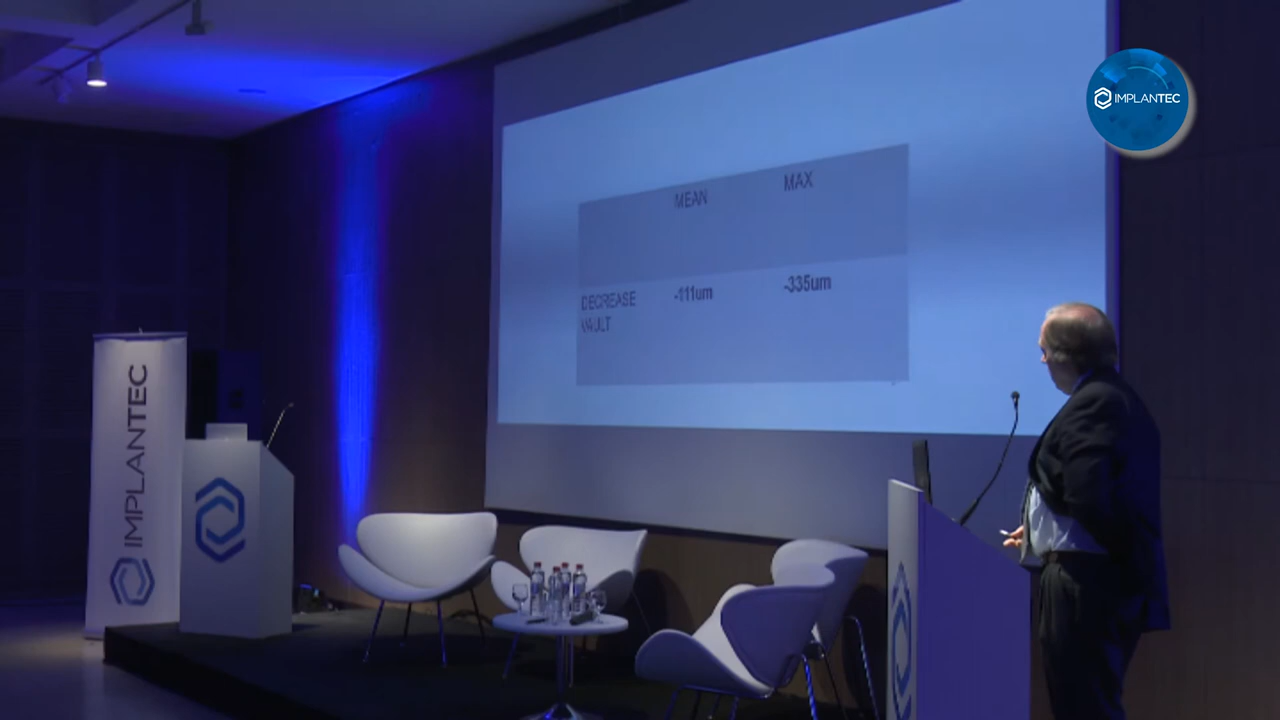 IMPLANTEC
MEAN
MAX
DECREASE
VAULT
-111um
-335um
IMPLANTEC